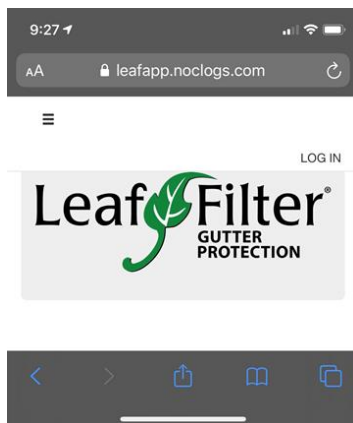 9:27
AA leafapp.noclogs.com
LOG IN
Leaf Filter®
GUTTER
PROTECTION